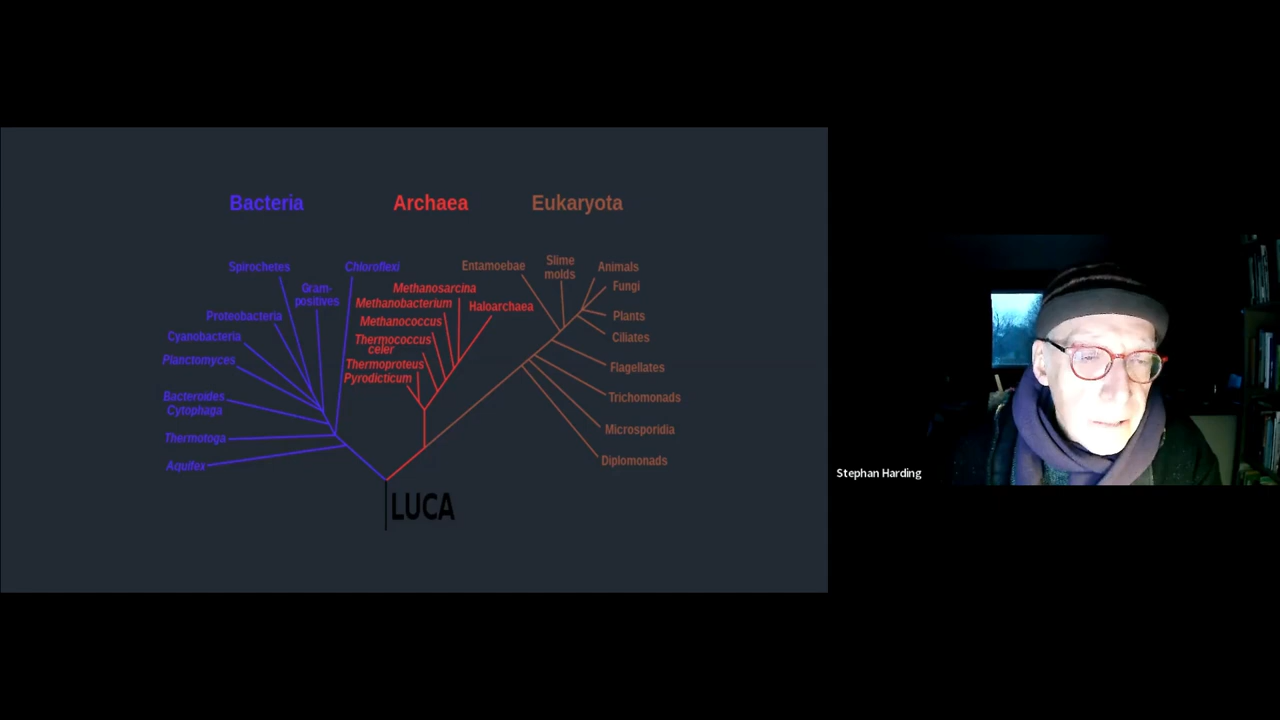 Bacteria
Archaea
Eukaryota
Spirochetes
Chloroflexi
Entamoebae
Slime
molds
Animals
Gram-
positives
Methanosarcina
Fungi
Methanobacterium
Haloarchaea
Proteobacteria
Methanococcus
Plants
Cyanobacteria
Thermococcus
celer
Ciliates
Planctomyces
Thermoproteus
Flagellates
Pyrodicticum
Bacteroides
Cytophaga
Trichomonads
Thermotoga
Microsporidia
Aquifex
Diplomonads
LUCA
Stephan Harding